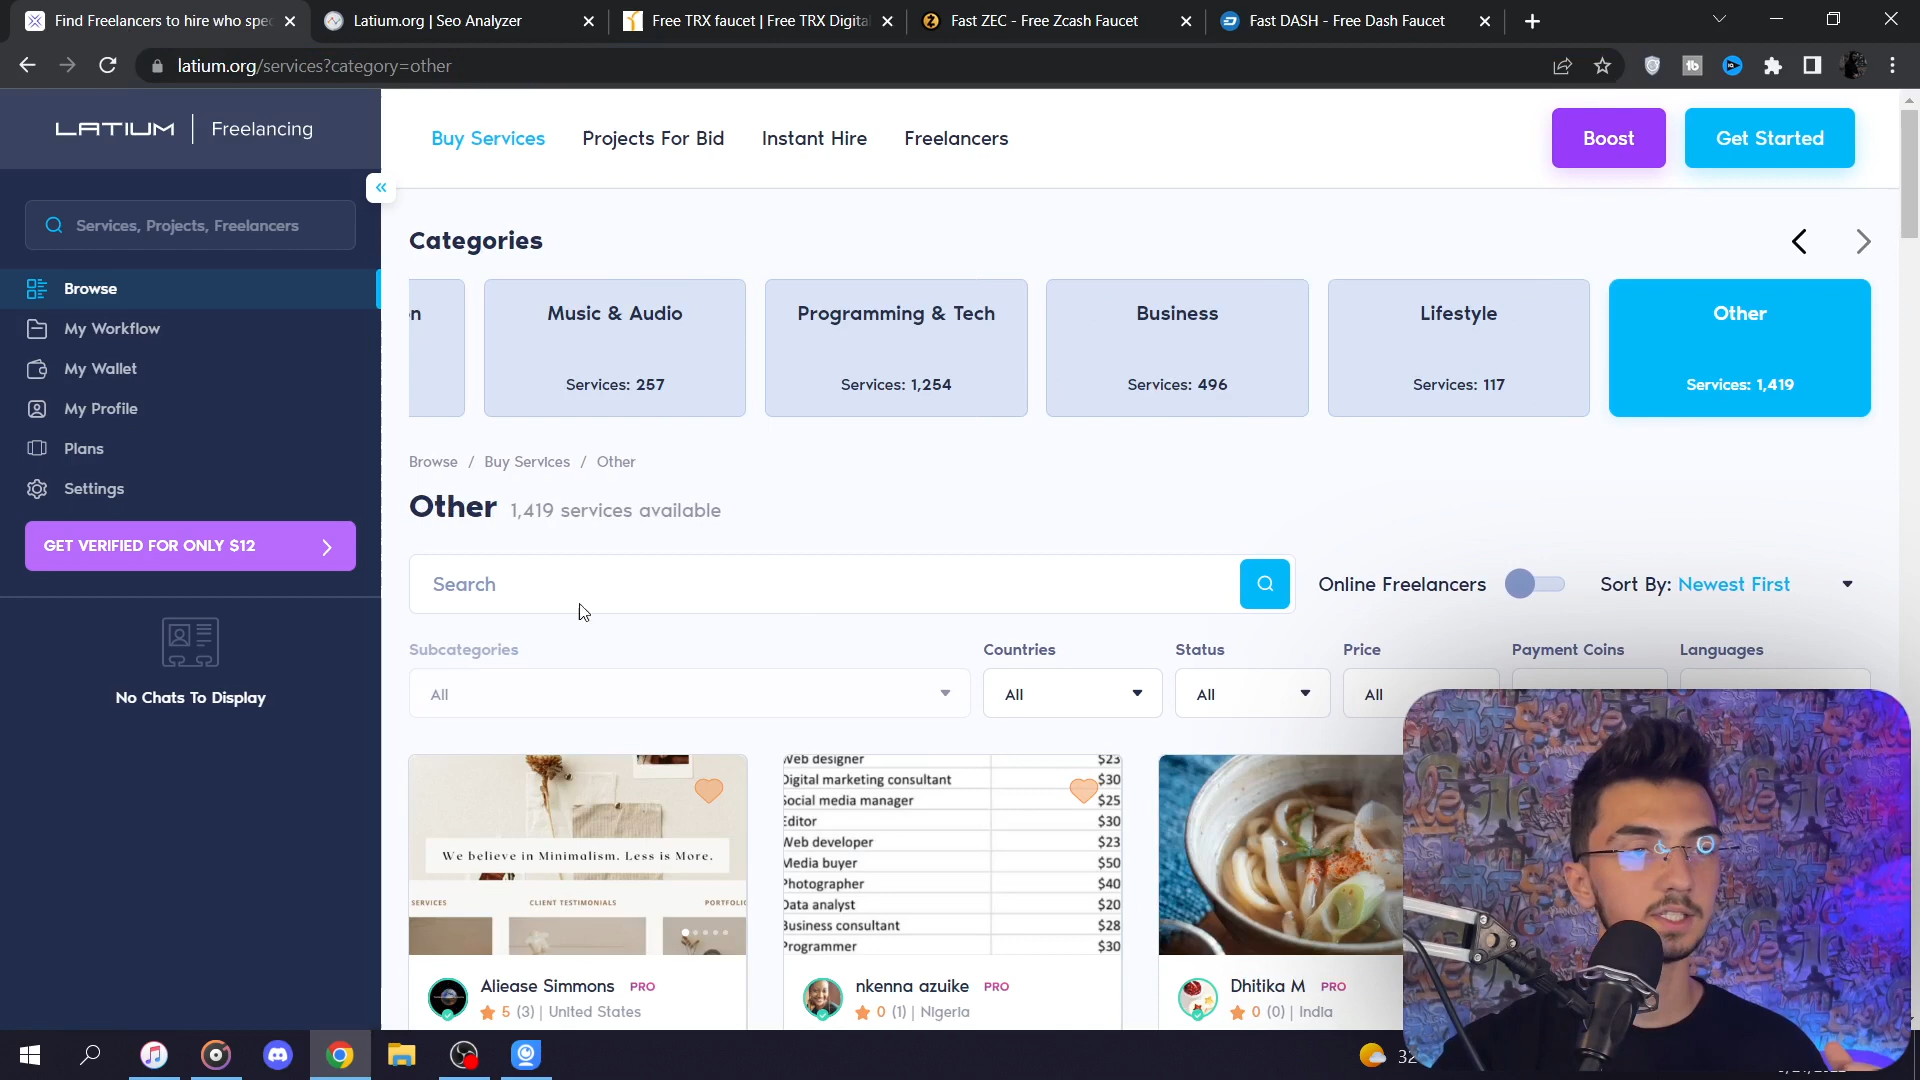 Find Freelancers to hire who spe
Latium.org | Seo Analyzer
Free TRX faucet | Free TRX Digita
Fast ZEC - Free Zcash Faucet
Fast DASH - Free Dash Faucet
latium.org/services?category=other
LATIUM | Freelancing
Buy Services
Projects For Bid
Instant Hire
Freelancers
Boost
Get Started
Services, Projects, Freelancers
Browse
My Workflow
My Wallet
My Profile
Plans
Settings
GET VERIFIED FOR ONLY $12
No Chats To Display
Categories
n
Music & Audio
Services: 257
Programming & Tech
Services: 1,254
Business
Services: 496
Lifestyle
Services: 117
Other
Services: 1,419
Browse / Buy Services / Other
Other 1,419 services available
Search
Online Freelancers
Sort By: Newest First
Subcategories
All
Countries
All
Status
All
Price
All
Payment Coins
Languages
We believe in Minimalism. Less is More.
SERVICES
CLIENT TESTIMONIALS
PORTFOLIO
Aliease Simmons PRO
5 (3) | United States
Web designer $23
Digital marketing consultant $30
Social media manager $25
Editor $30
Web developer $23
Media buyer $50
Photographer $40
Data analyst $20
Business consultant $28
Programmer $30
nkenna azuike PRO
0 (1) | Nigeria
Dhitika M PRO
0 (0) | India